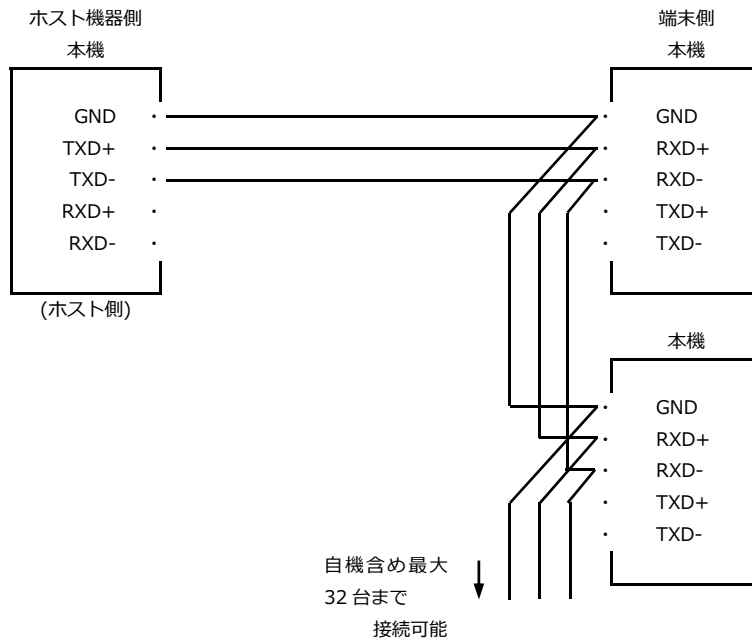 ホスト機器側
本機
GND
TXD+
TXD-
RXD+
RXD-
(ホスト側)
端末側
本機
GND
RXD+
RXD-
TXD+
TXD-
本機
GND
RXD+
RXD-
TXD+
TXD-
自機含め最大
32 台まで
接続可能